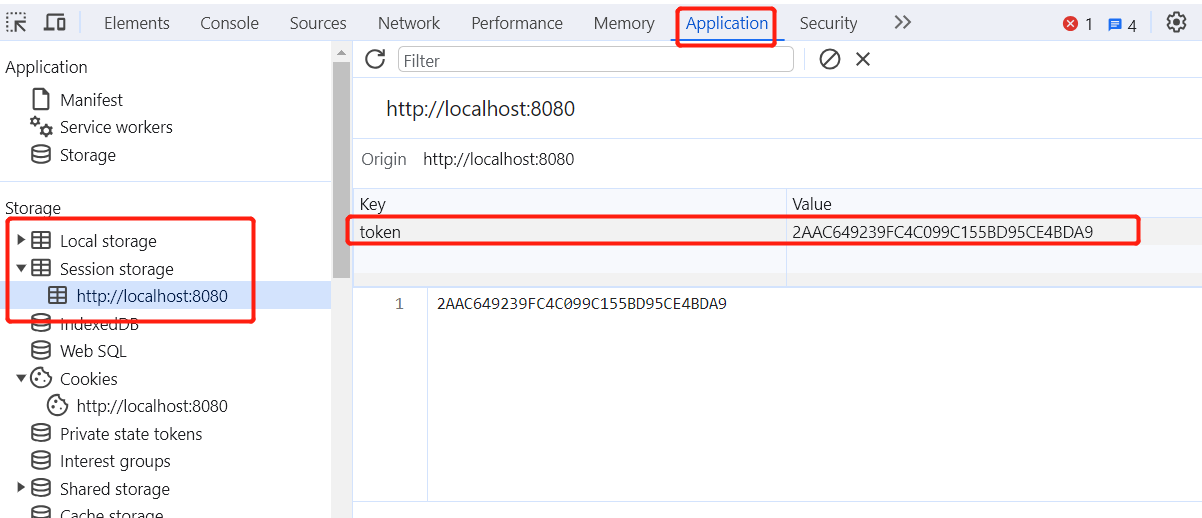 Elements Console Sources Network Performance Memory Application Security 1 4
Application
Manifest
Service workers
Storage
Storage
Local storage
Session storage
http://localhost:8080
IndexedDB
Web SQL
Cookies
http://localhost:8080
Private state tokens
Interest groups
Shared storage
Cache storage
Filter
http://localhost:8080
Origin http://localhost:8080
Key Value
token 2AAC649239FC4C099C155BD95CE4BDA9
1 2AAC649239FC4C099C155BD95CE4BDA9